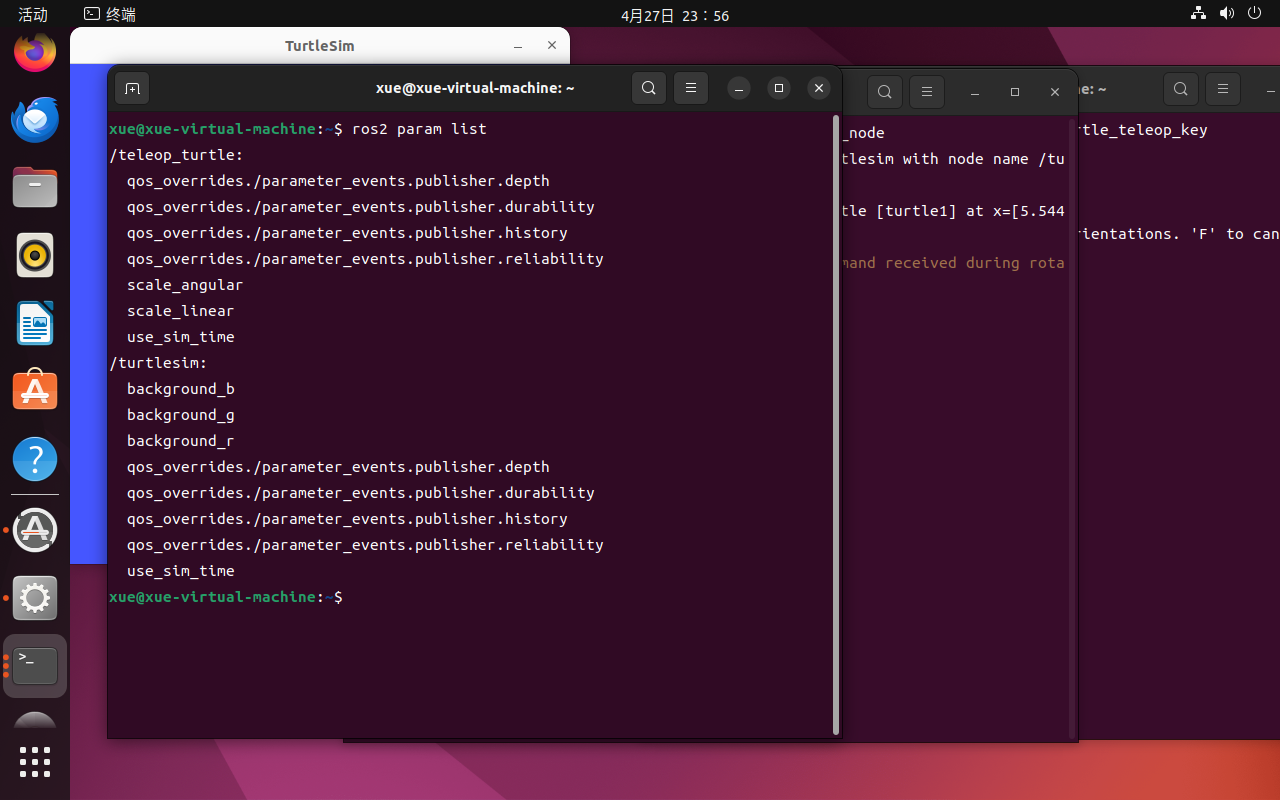 活动
终端
4月27日 23：56
TurtleSim
xue@xue-virtual-machine: ~
ne: ~
xue@xue-virtual-machine:~$ ros2 param list
/teleop_turtle:
qos_overrides./parameter_events.publisher.depth
qos_overrides./parameter_events.publisher.durability
qos_overrides./parameter_events.publisher.history
qos_overrides./parameter_events.publisher.reliability
scale_angular
scale_linear
use_sim_time
/turtlesim:
background_b
background_g
background_r
qos_overrides./parameter_events.publisher.depth
qos_overrides./parameter_events.publisher.durability
qos_overrides./parameter_events.publisher.history
qos_overrides./parameter_events.publisher.reliability
use_sim_time
xue@xue-virtual-machine:~$
_node
tlesim with node name /tu
tle [turtle1] at x=[5.544
mand received during rota
rtle_teleop_key
rientations. 'F' to can